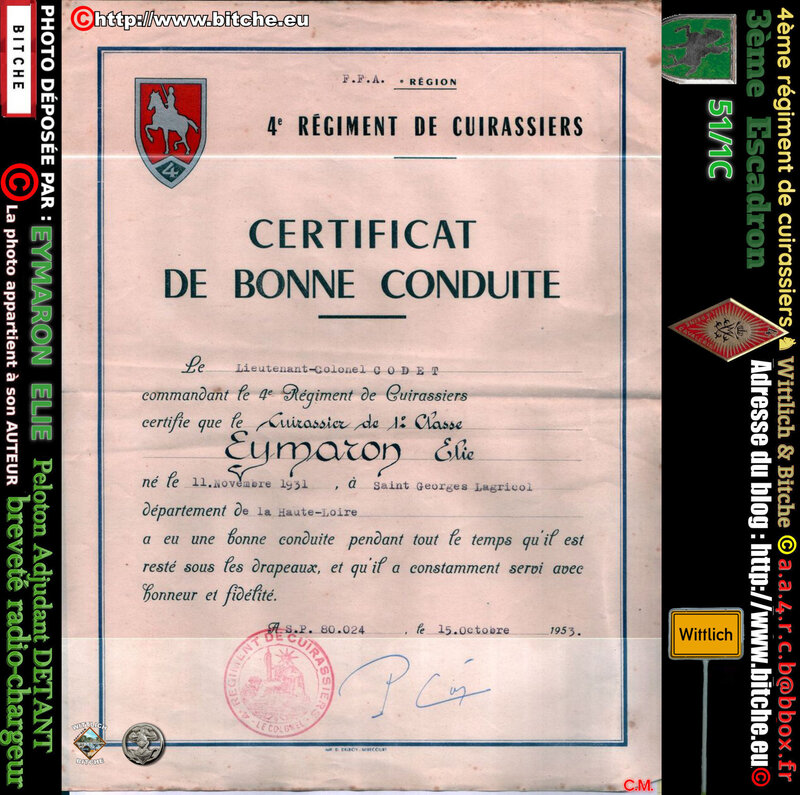 ©http://www.bitche.eu
F.F.A. * RÉGION
4e RÉGIMENT DE CUIRASSIERS
4
CERTIFICAT
DE BONNE CONDUITE
Le Lieutenant-Colonel CODET
commandant le 4e Régiment de Cuirassiers
certifie que le Cuirassier de 1e Classe
Eymaron Elie
né le 11.Novembre 1931 , à Saint Georges Lagricol
département de la Haute-Loire
a eu une bonne conduite pendant tout le temps qu'il est
resté sous les drapeaux, et qu'il a constamment servi avec
honneur et fidélité.
A S.P. 80.024 , le 15.Octobre 1953.
4e RÉGIMENT DE CUIRASSIERS
- LE COLONEL -
C.M.
BITCHE
PHOTO DÉPOSÉE PAR : EYMARON ELIE Peloton Adjudant DETANT
© La photo appartient à son AUTEUR breveté radio-chargeur
WITTLICH
BITCHE
4ème régiment de cuirassiers Wittlich & Bitche © a.a.4.r.c.b@bbox.fr
3ème Escadron
Adresse du blog : http://www.bitche.eu©
51/1C
Wittlich